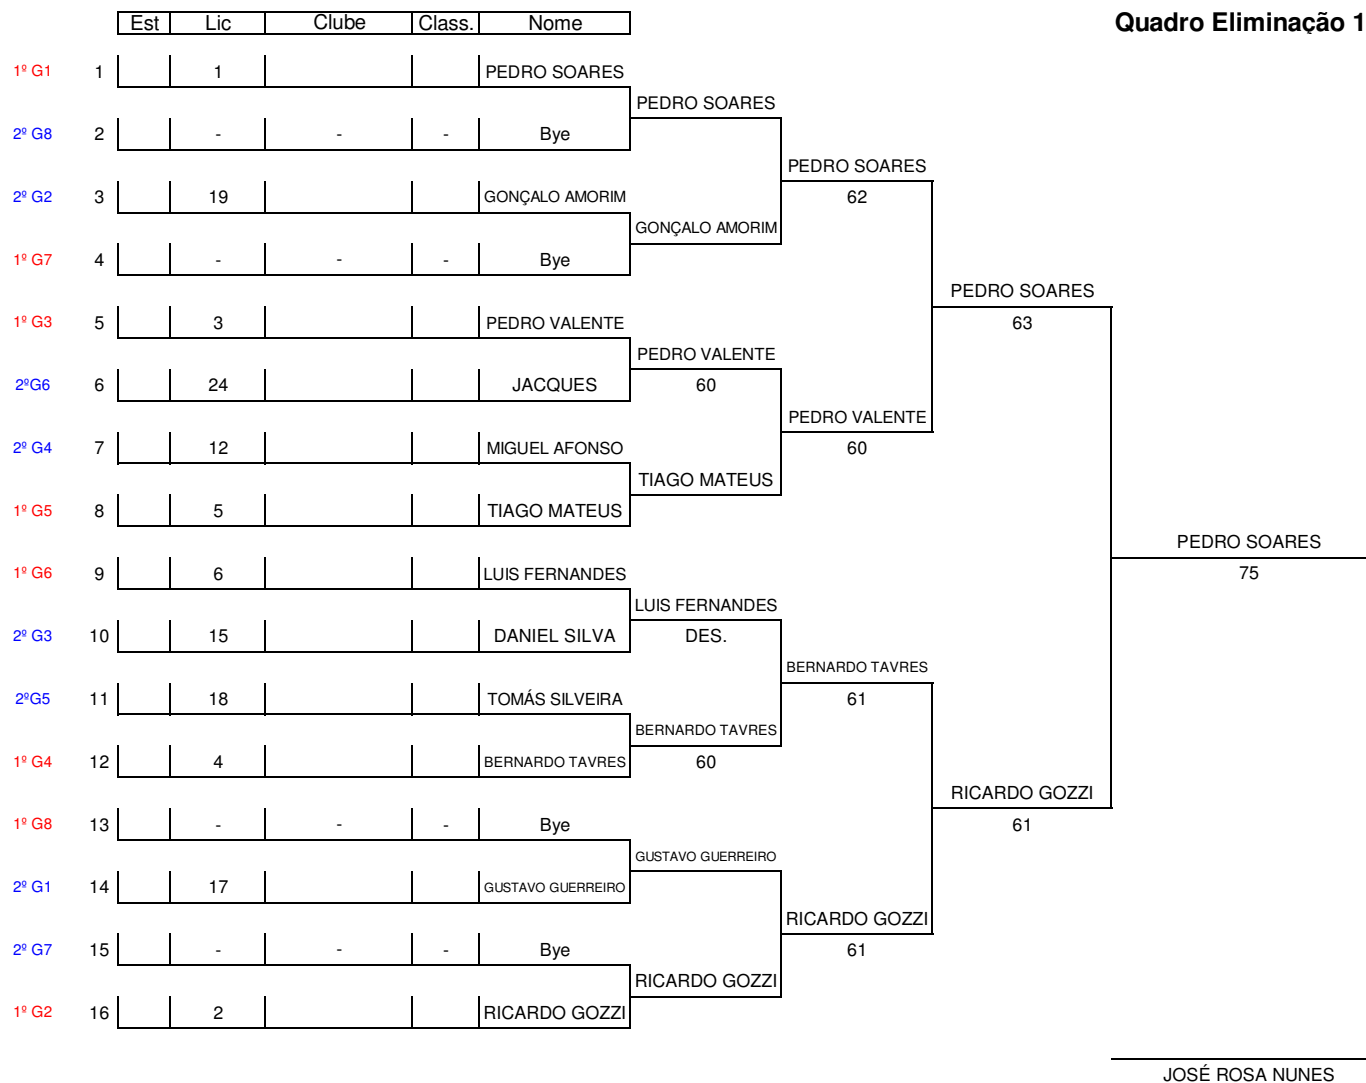 Est Lic Clube Class. Nome Quadro Eliminação 1
1º G1 1 1 PEDRO SOARES
PEDRO SOARES
2º G8 2 - - - Bye
PEDRO SOARES
2º G2 3 19 GONÇALO AMORIM 62
GONÇALO AMORIM
1º G7 4 - - - Bye
PEDRO SOARES
1º G3 5 3 PEDRO VALENTE 63
PEDRO VALENTE
2ºG6 6 24 JACQUES 60
PEDRO VALENTE
2º G4 7 12 MIGUEL AFONSO 60
TIAGO MATEUS
1º G5 8 5 TIAGO MATEUS
PEDRO SOARES
1º G6 9 6 LUIS FERNANDES 75
LUIS FERNANDES
2º G3 10 15 DANIEL SILVA DES.
BERNARDO TAVRES
2ºG5 11 18 TOMÁS SILVEIRA 61
BERNARDO TAVRES
1º G4 12 4 BERNARDO TAVRES 60
RICARDO GOZZI
1º G8 13 - - - Bye 61
GUSTAVO GUERREIRO
2º G1 14 17 GUSTAVO GUERREIRO
RICARDO GOZZI
2º G7 15 - - - Bye 61
RICARDO GOZZI
1º G2 16 2 RICARDO GOZZI
JOSÉ ROSA NUNES